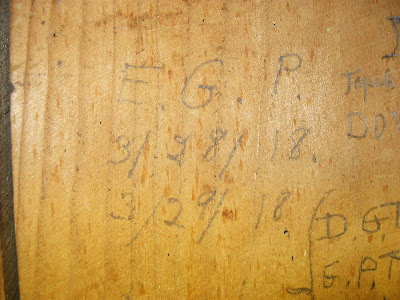 E. G. P.
3/28/18.
3/29/18
D.G.T
G.P.T